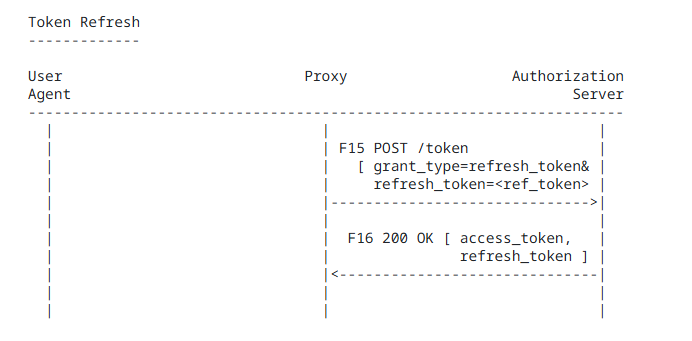 Token Refresh
-------------
User                            Proxy                   Authorization
Agent                                                          Server
---------------------------------------------------------------------
  |                               |                               |
  |                               | F15 POST /token               |
  |                               |   [ grant_type=refresh_token& |
  |                               |     refresh_token=<ref_token> |
  |                               |------------------------------>|
  |                               |                               |
  |                               |  F16 200 OK [ access_token,   |
  |                               |               refresh_token ] |
  |                               |<------------------------------|
  |                               |                               |
  |                               |                               |